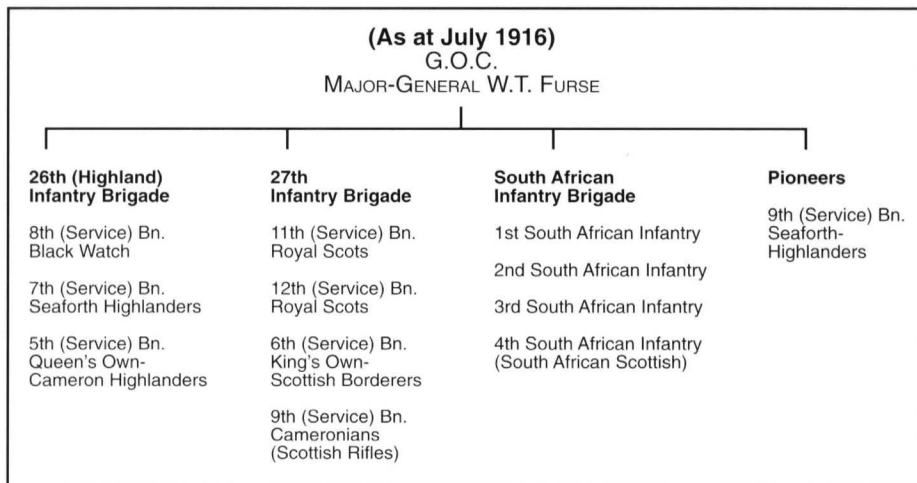 (As at July 1916)
G.O.C.
MAJOR-GENERAL W.T. FURSE
26th (Highland)
Infantry Brigade
8th (Service) Bn.
Black Watch
7th (Service) Bn.
Seaforth Highlanders
5th (Service) Bn.
Queen's Own-
Cameron Highlanders
27th
Infantry Brigade
11th (Service) Bn.
Royal Scots
12th (Service) Bn.
Royal Scots
6th (Service) Bn.
King's Own-
Scottish Borderers
9th (Service) Bn.
Cameronians
(Scottish Rifles)
South African
Infantry Brigade
1st South African Infantry
2nd South African Infantry
3rd South African Infantry
4th South African Infantry
(South African Scottish)
Pioneers
9th (Service) Bn.
Seaforth-
Highlanders